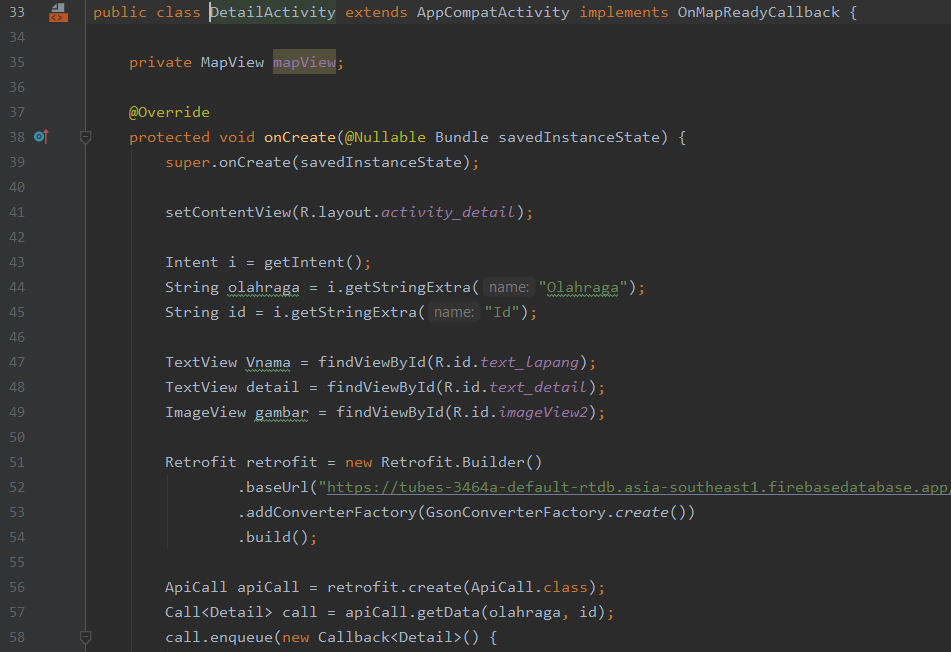 33 public class DetailActivity extends AppCompatActivity implements OnMapReadyCallback {
34
35 private MapView mapView;
36
37 @Override
38 protected void onCreate(@Nullable Bundle savedInstanceState) {
39 super.onCreate(savedInstanceState);
40
41 setContentView(R.layout.activity_detail);
42
43 Intent i = getIntent();
44 String olahraga = i.getStringExtra( name: "Olahraga");
45 String id = i.getStringExtra( name: "Id");
46
47 TextView Vnama = findViewById(R.id.text_lapang);
48 TextView detail = findViewById(R.id.text_detail);
49 ImageView gambar = findViewById(R.id.imageView2);
50
51 Retrofit retrofit = new Retrofit.Builder()
52 .baseUrl("https://tubes-3464a-default-rtdb.asia-southeast1.firebasedatabase.app/
53 .addConverterFactory(GsonConverterFactory.create())
54 .build();
55
56 ApiCall apiCall = retrofit.create(ApiCall.class);
57 Call<Detail> call = apiCall.getData(olahraga, id);
58 call.enqueue(new Callback<Detail>() {